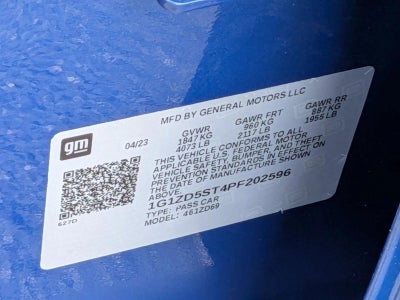 gm
MFD BY GENERAL MOTORS LLC
04/23
GVWR GAWR FRT GAWR RR
1847 KG 960 KG 887 KG
4073 LB 2117 LB 1955 LB
THIS VEHICLE CONFORMS TO ALL
APPLICABLE U.S. FEDERAL MOTOR
VEHICLE SAFETY, BUMPER, AND THEFT
PREVENTION STANDARDS IN EFFECT ON
THE DATE OF MANUFACTURE SHOWN
ABOVE.
1G1ZD5ST4PF202596
TYPE: PASS CAR
MODEL: 461ZD69